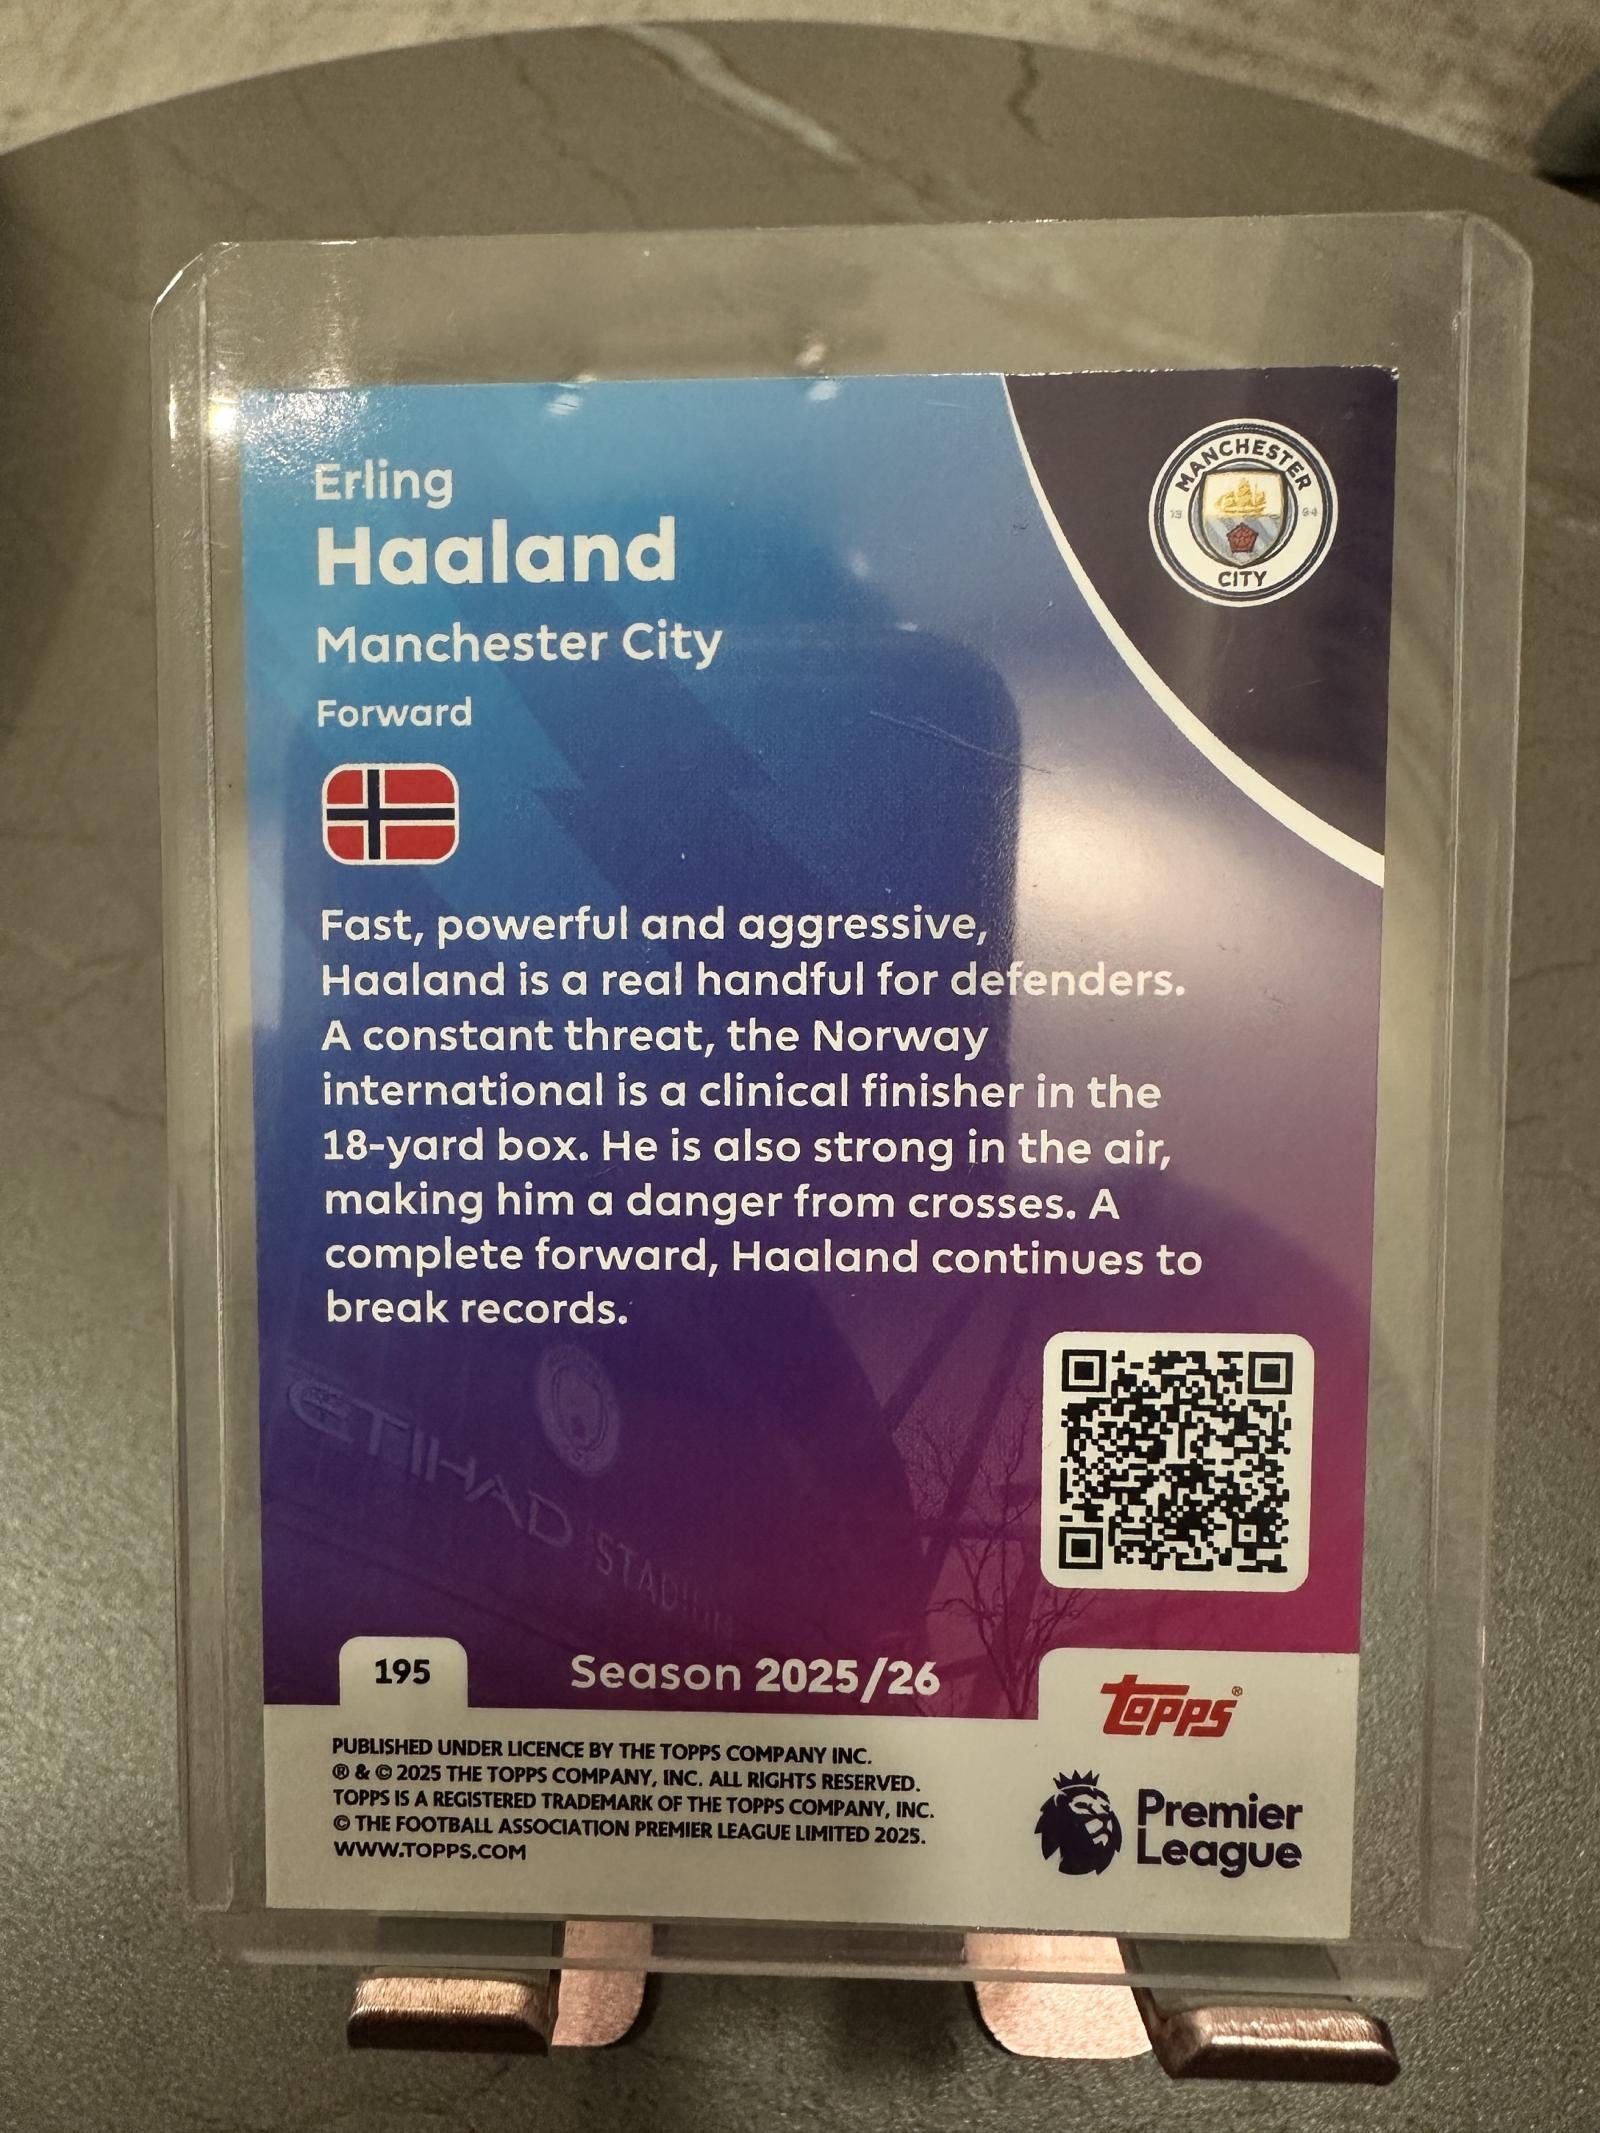 MANCHESTER
18 94
CITY
Erling
Haaland
Manchester City
Forward
Fast, powerful and aggressive,
Haaland is a real handful for defenders.
A constant threat, the Norway
international is a clinical finisher in the
18-yard box. He is also strong in the air,
making him a danger from crosses. A
complete forward, Haaland continues to
break records.
ETIHAD STADIUM
195
Season 2025/26
TOPPS®
PUBLISHED UNDER LICENCE BY THE TOPPS COMPANY INC.
® & © 2025 THE TOPPS COMPANY, INC. ALL RIGHTS RESERVED.
TOPPS IS A REGISTERED TRADEMARK OF THE TOPPS COMPANY, INC.
© THE FOOTBALL ASSOCIATION PREMIER LEAGUE LIMITED 2025.
WWW.TOPPS.COM
Premier
League